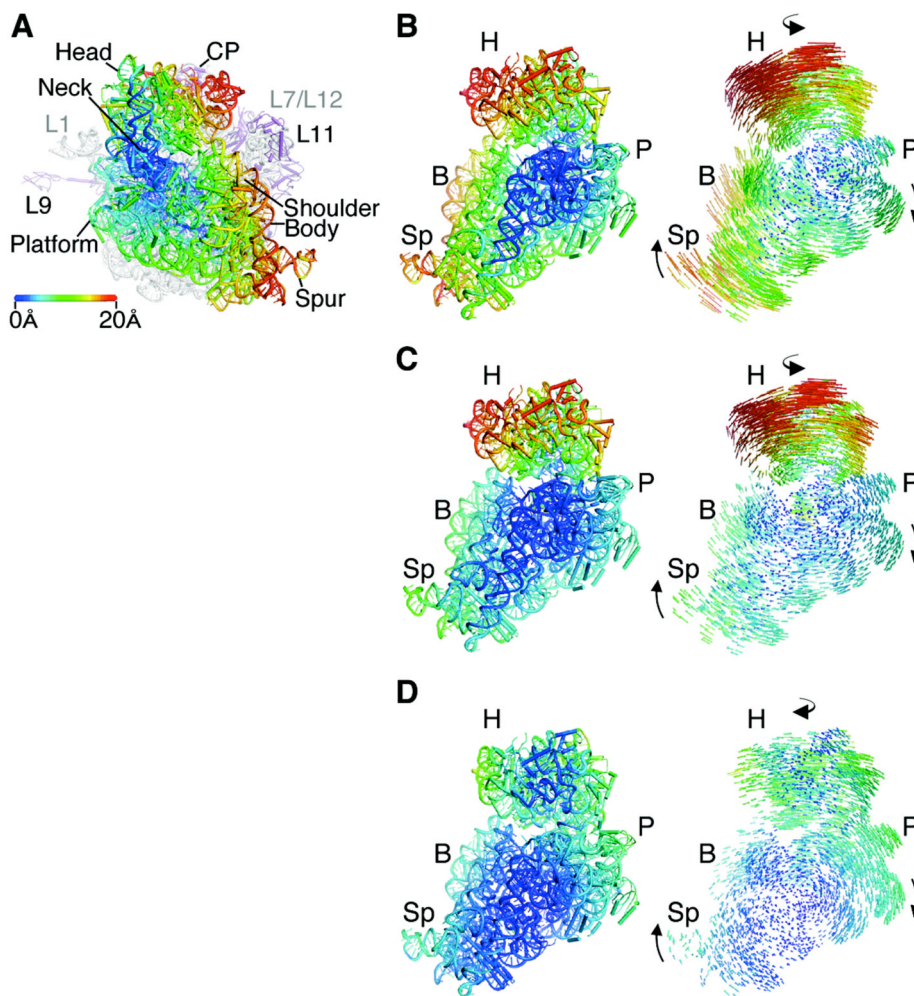 A
Head
CP
Neck
L7/L12
L1
L11
L9
Shoulder
Body
Platform
Spur
0Å
20Å
B
H
H
P
P
B
B
Sp
Sp
C
H
H
P
P
B
B
Sp
Sp
D
H
H
P
P
B
B
Sp
Sp